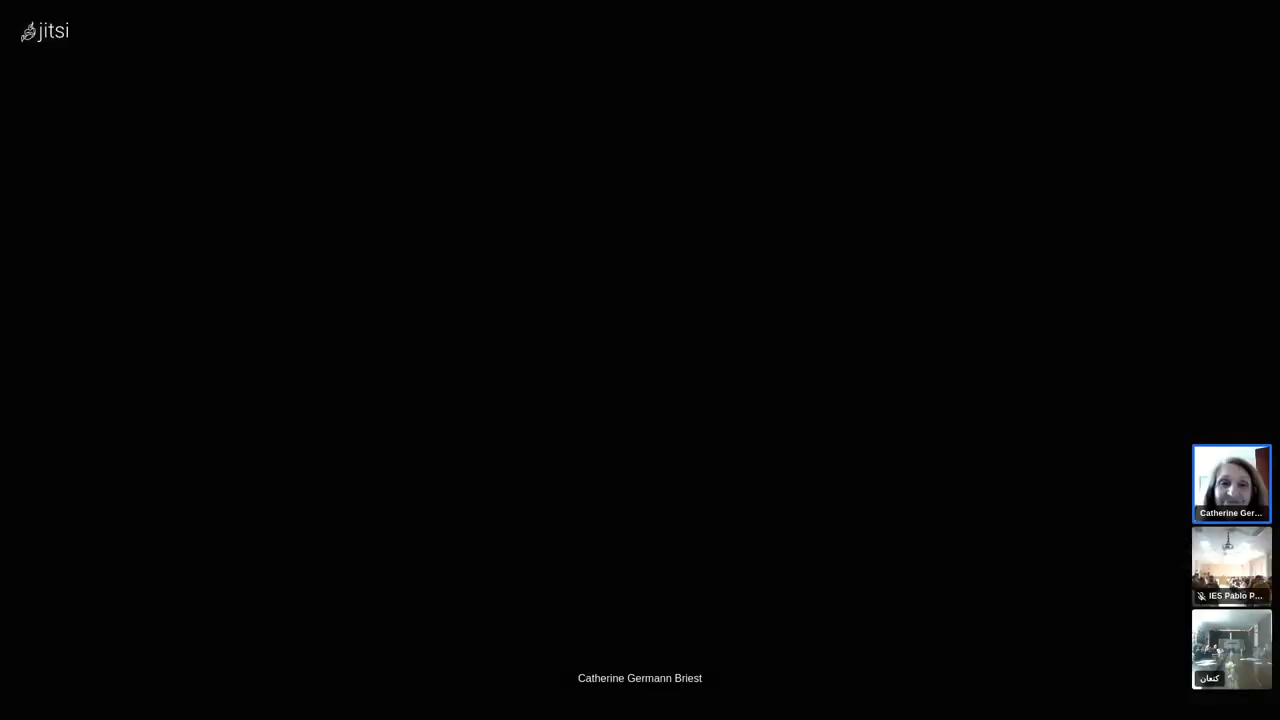 jitsi
Catherine Ger...
IES Pablo P...
كنعان
Catherine Germann Briest